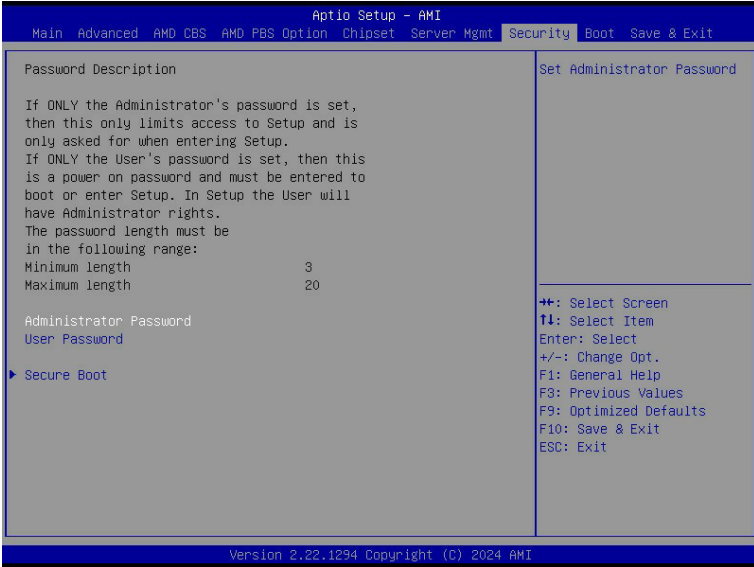 Aptio Setup - AMI
Main Advanced AMD CBS AMD PBS Option Chipset Server Mgmt Security Boot Save & Exit
Password Description
If ONLY the Administrator's password is set,
then this only limits access to Setup and is
only asked for when entering Setup.
If ONLY the User's password is set, then this
is a power on password and must be entered to
boot or enter Setup. In Setup the User will
have Administrator rights.
The password length must be
in the following range:
Minimum length 3
Maximum length 20
Administrator Password
User Password
Secure Boot
Set Administrator Password
→←: Select Screen
↑↓: Select Item
Enter: Select
+/-: Change Opt.
F1: General Help
F3: Previous Values
F9: Optimized Defaults
F10: Save & Exit
ESC: Exit
Version 2.22.1294 Copyright (C) 2024 AMI